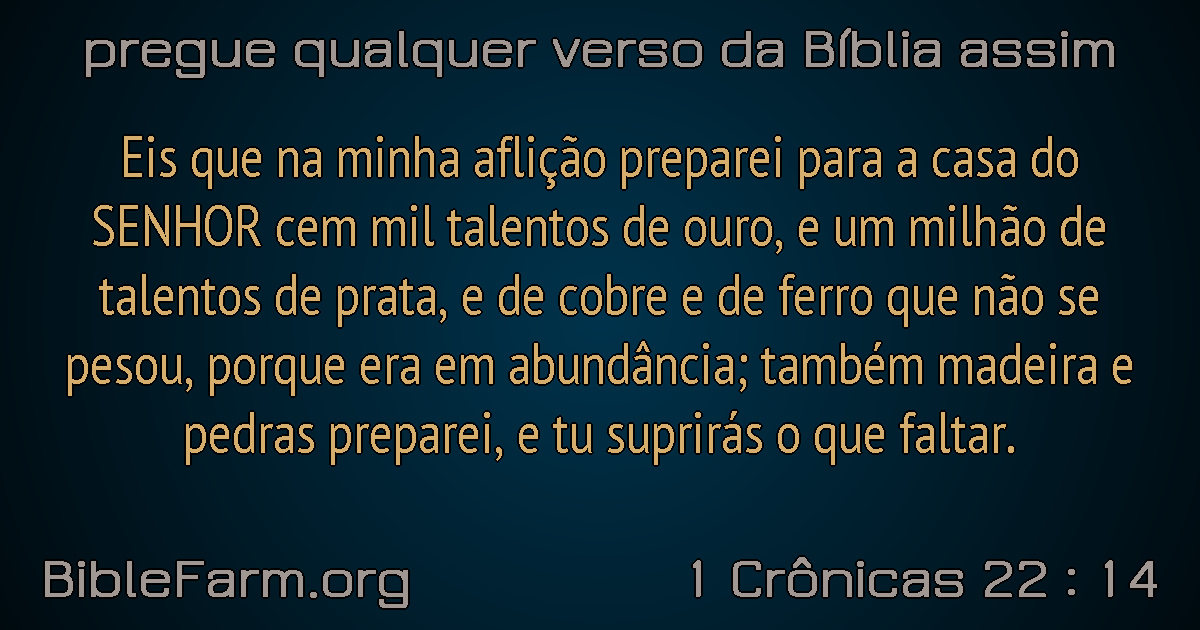 pregue qualquer verso da Bíblia assim
Eis que na minha aflição preparei para a casa do
SENHOR cem mil talentos de ouro, e um milhão de
talentos de prata, e de cobre e de ferro que não se
pesou, porque era em abundância; também madeira e
pedras preparei, e tu suprirás o que faltar.
BibleFarm.org
1 Crônicas 22 : 14